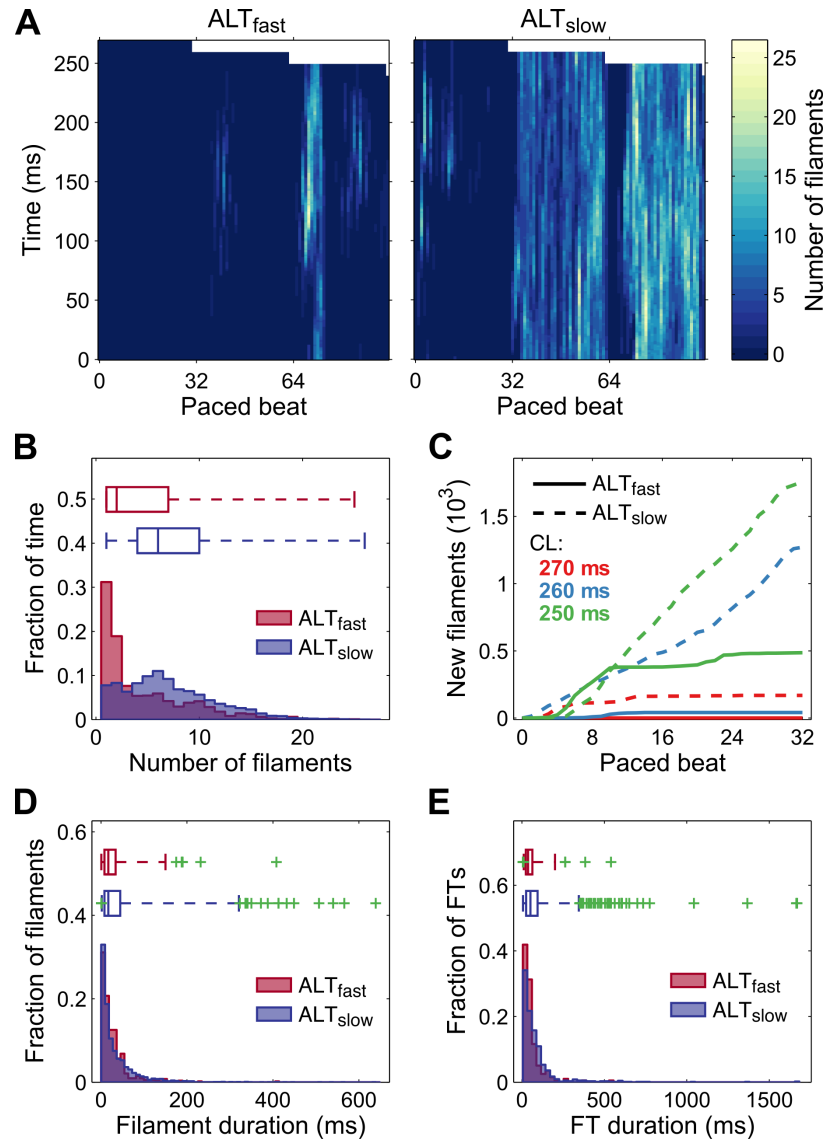 A
ALTfast
ALTslow
250
200
150
100
50
0
Time (ms)
0 32 64
0 32 64
Paced beat
Paced beat
25
20
15
10
5
0
Number of filaments
B
0.5
0.4
0.3
0.2
0.1
0
Fraction of time
ALTfast
ALTslow
0 10 20
Number of filaments
C
1.5
1
0.5
0
New filaments (10^3)
ALTfast
ALTslow
CL:
270 ms
260 ms
250 ms
0 8 16 24 32
Paced beat
D
0.6
0.4
0.2
0
Fraction of filaments
ALTfast
ALTslow
0 200 400 600
Filament duration (ms)
E
0.6
0.4
0.2
0
Fraction of FTs
ALTfast
ALTslow
0 500 1000 1500
FT duration (ms)